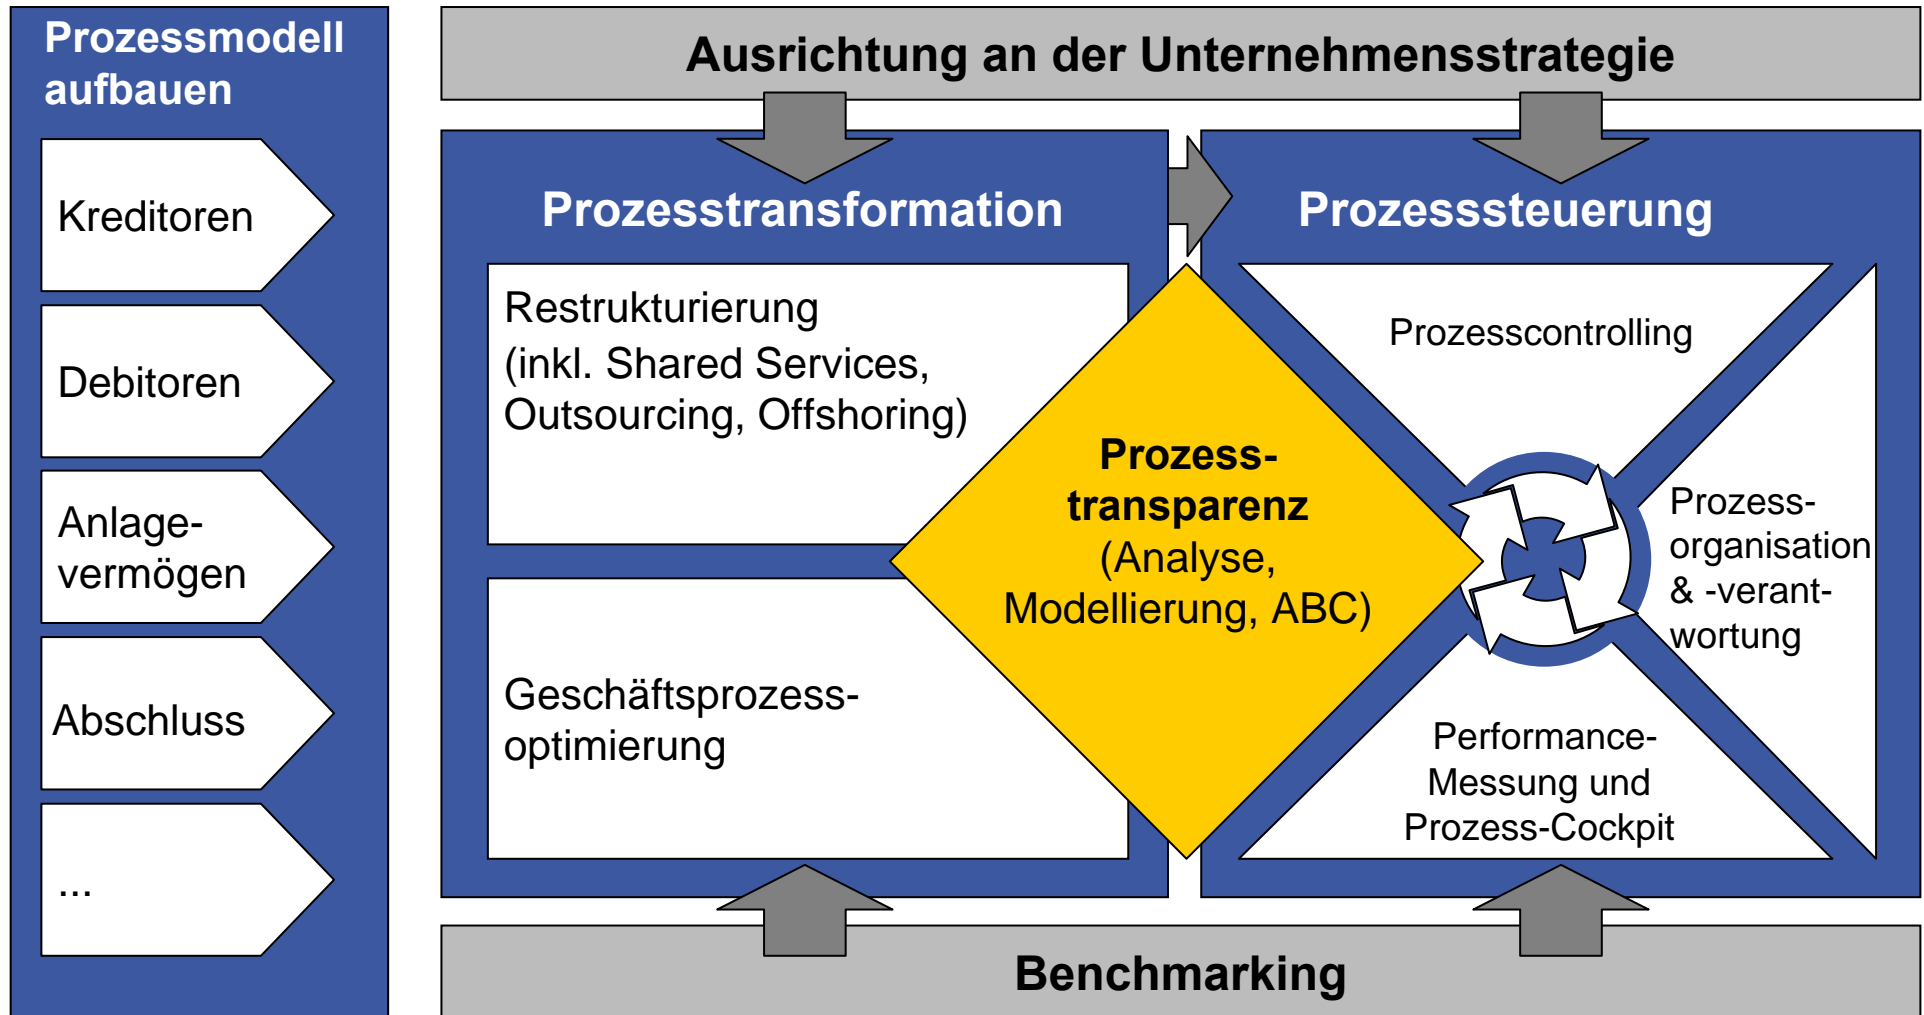 Prozessmodell
aufbauen
Kreditoren
Debitoren
Anlage-
vermögen
Abschluss
...
Ausrichtung an der Unternehmensstrategie
Prozesstransformation
Restrukturierung
(inkl. Shared Services,
Outsourcing, Offshoring)
Geschäftsprozess-
optimierung
Prozess-
transparenz
(Analyse,
Modellierung, ABC)
Prozesssteuerung
Prozesscontrolling
Prozess-
organisation
& -verant-
wortung
Performance-
Messung und
Prozess-Cockpit
Benchmarking